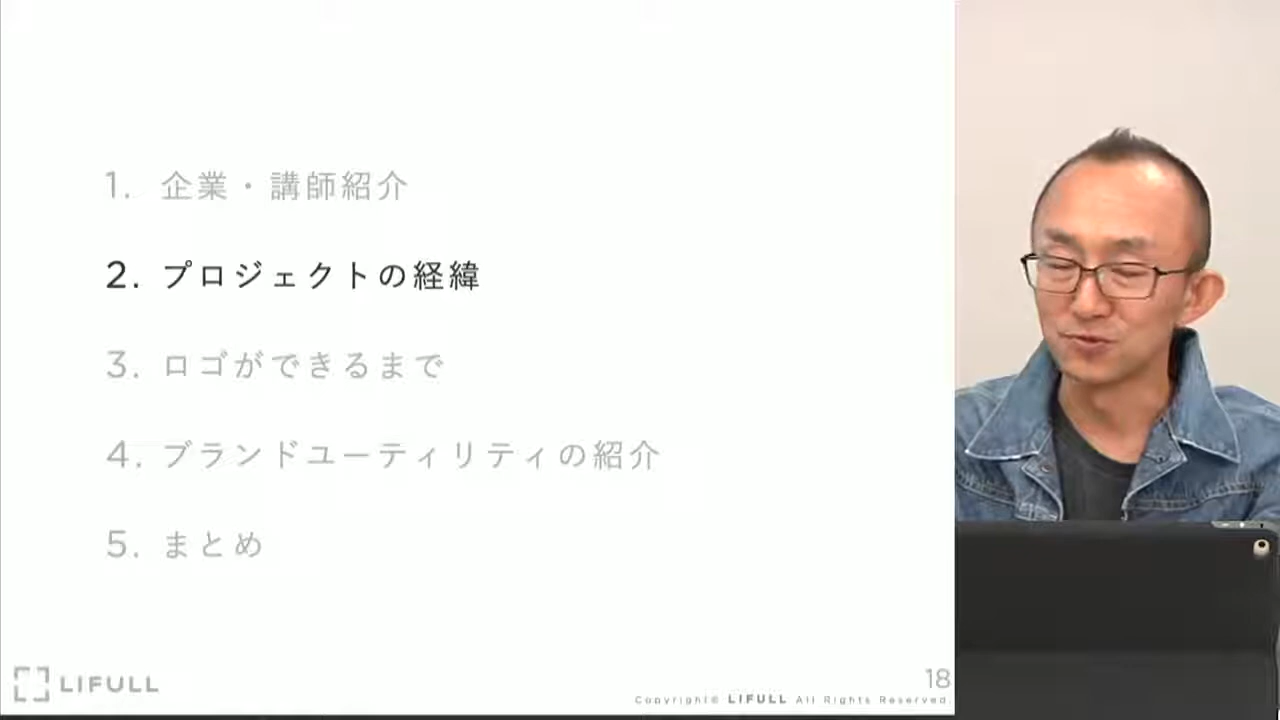 1. 企業・講師紹介
2. プロジェクトの経緯
3. ロゴができるまで
4. ブランドユーティリティの紹介
5. まとめ
LIFULL
18
Copyright© LIFULL All Rights Reserved.